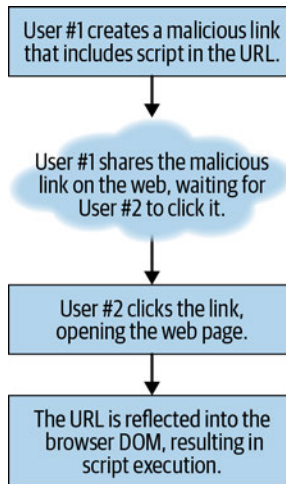 User #1 creates a malicious link
that includes script in the URL.
User #1 shares the malicious
link on the web, waiting for
User #2 to click it.
User #2 clicks the link,
opening the web page.
The URL is reflected into the
browser DOM, resulting in
script execution.